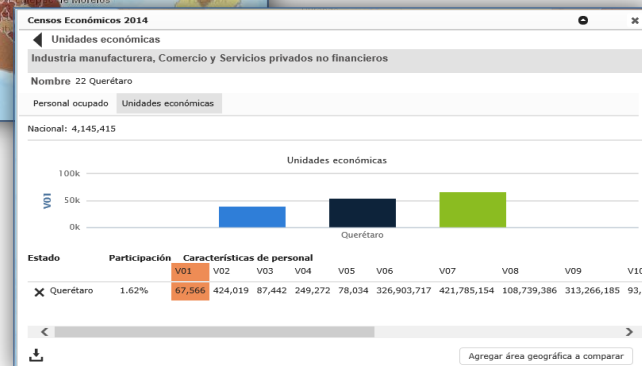 de Morelos
Censos Económicos 2014
Unidades económicas
Industria manufacturera, Comercio y Servicios privados no financieros
Nombre 22 Querétaro
Personal ocupado Unidades económicas
Nacional: 4,145,415
Unidades económicas
100k
50k
0k
V01
Querétaro
Estado Participación Características de personal
V01 V02 V03 V04 V05 V06 V07 V08 V09 V10
Querétaro 1.62% 67,566 424,019 87,442 249,272 78,034 326,903,717 421,785,154 108,739,386 313,266,185 93,
Agregar área geográfica a comparar